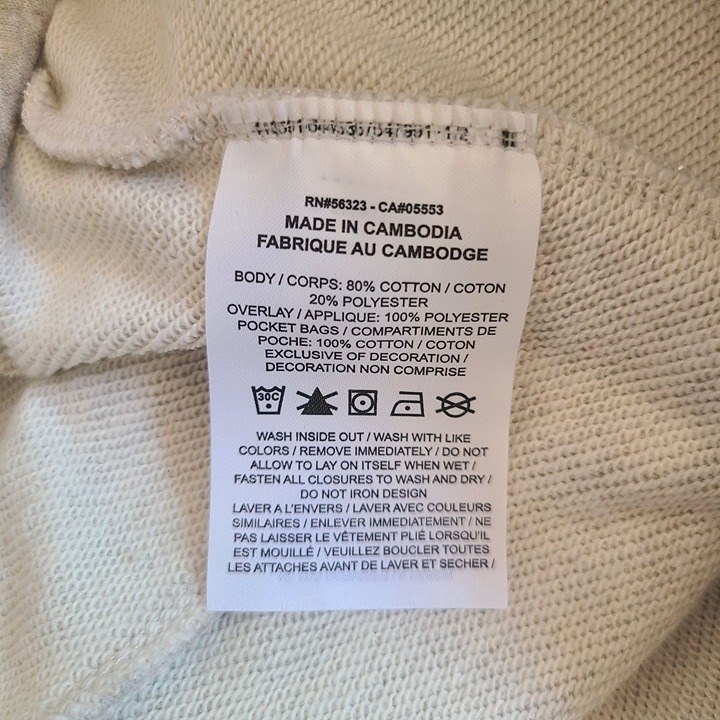 RN#56323 - CA#05553
MADE IN CAMBODIA
FABRIQUE AU CAMBODGE
BODY / CORPS: 80% COTTON / COTON
20% POLYESTER
OVERLAY / APPLIQUE: 100% POLYESTER
POCKET BAGS / COMPARTIMENTS DE
POCHE: 100% COTTON / COTON
EXCLUSIVE OF DECORATION /
DECORATION NON COMPRISE
30C
WASH INSIDE OUT / WASH WITH LIKE
COLORS / REMOVE IMMEDIATELY / DO NOT
ALLOW TO LAY ON ITSELF WHEN WET /
FASTEN ALL CLOSURES TO WASH AND DRY /
DO NOT IRON DESIGN
LAVER A L'ENVERS / LAVER AVEC COULEURS
SIMILAIRES / ENLEVER IMMEDIATEMENT / NE
PAS LAISSER LE VÊTEMENT PLIÉ LORSQU'IL
EST MOUILLÉ / VEUILLEZ BOUCLER TOUTES
LES ATTACHES AVANT DE LAVER ET SECHER /